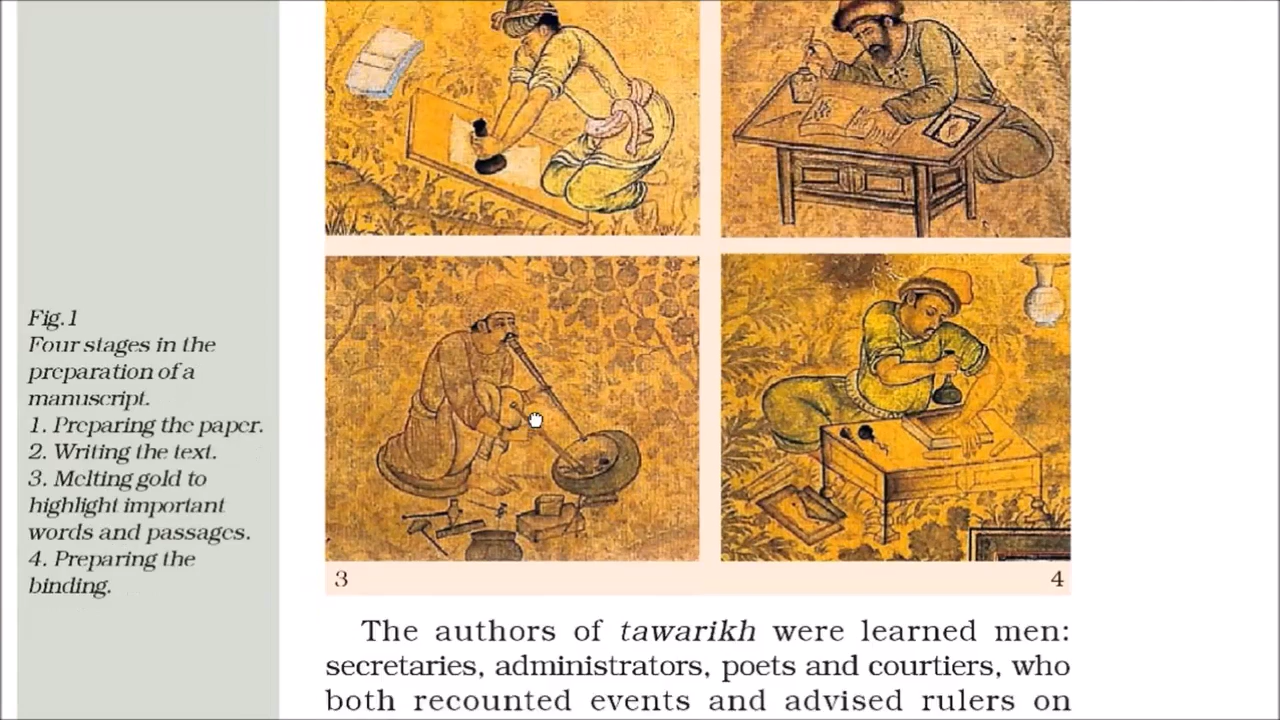 Fig.1
Four stages in the
preparation of a
manuscript.
1. Preparing the paper.
2. Writing the text.
3. Melting gold to
highlight important
words and passages.
4. Preparing the
binding.
3
4
The authors of tawarikh were learned men:
secretaries, administrators, poets and courtiers, who
both recounted events and advised rulers on